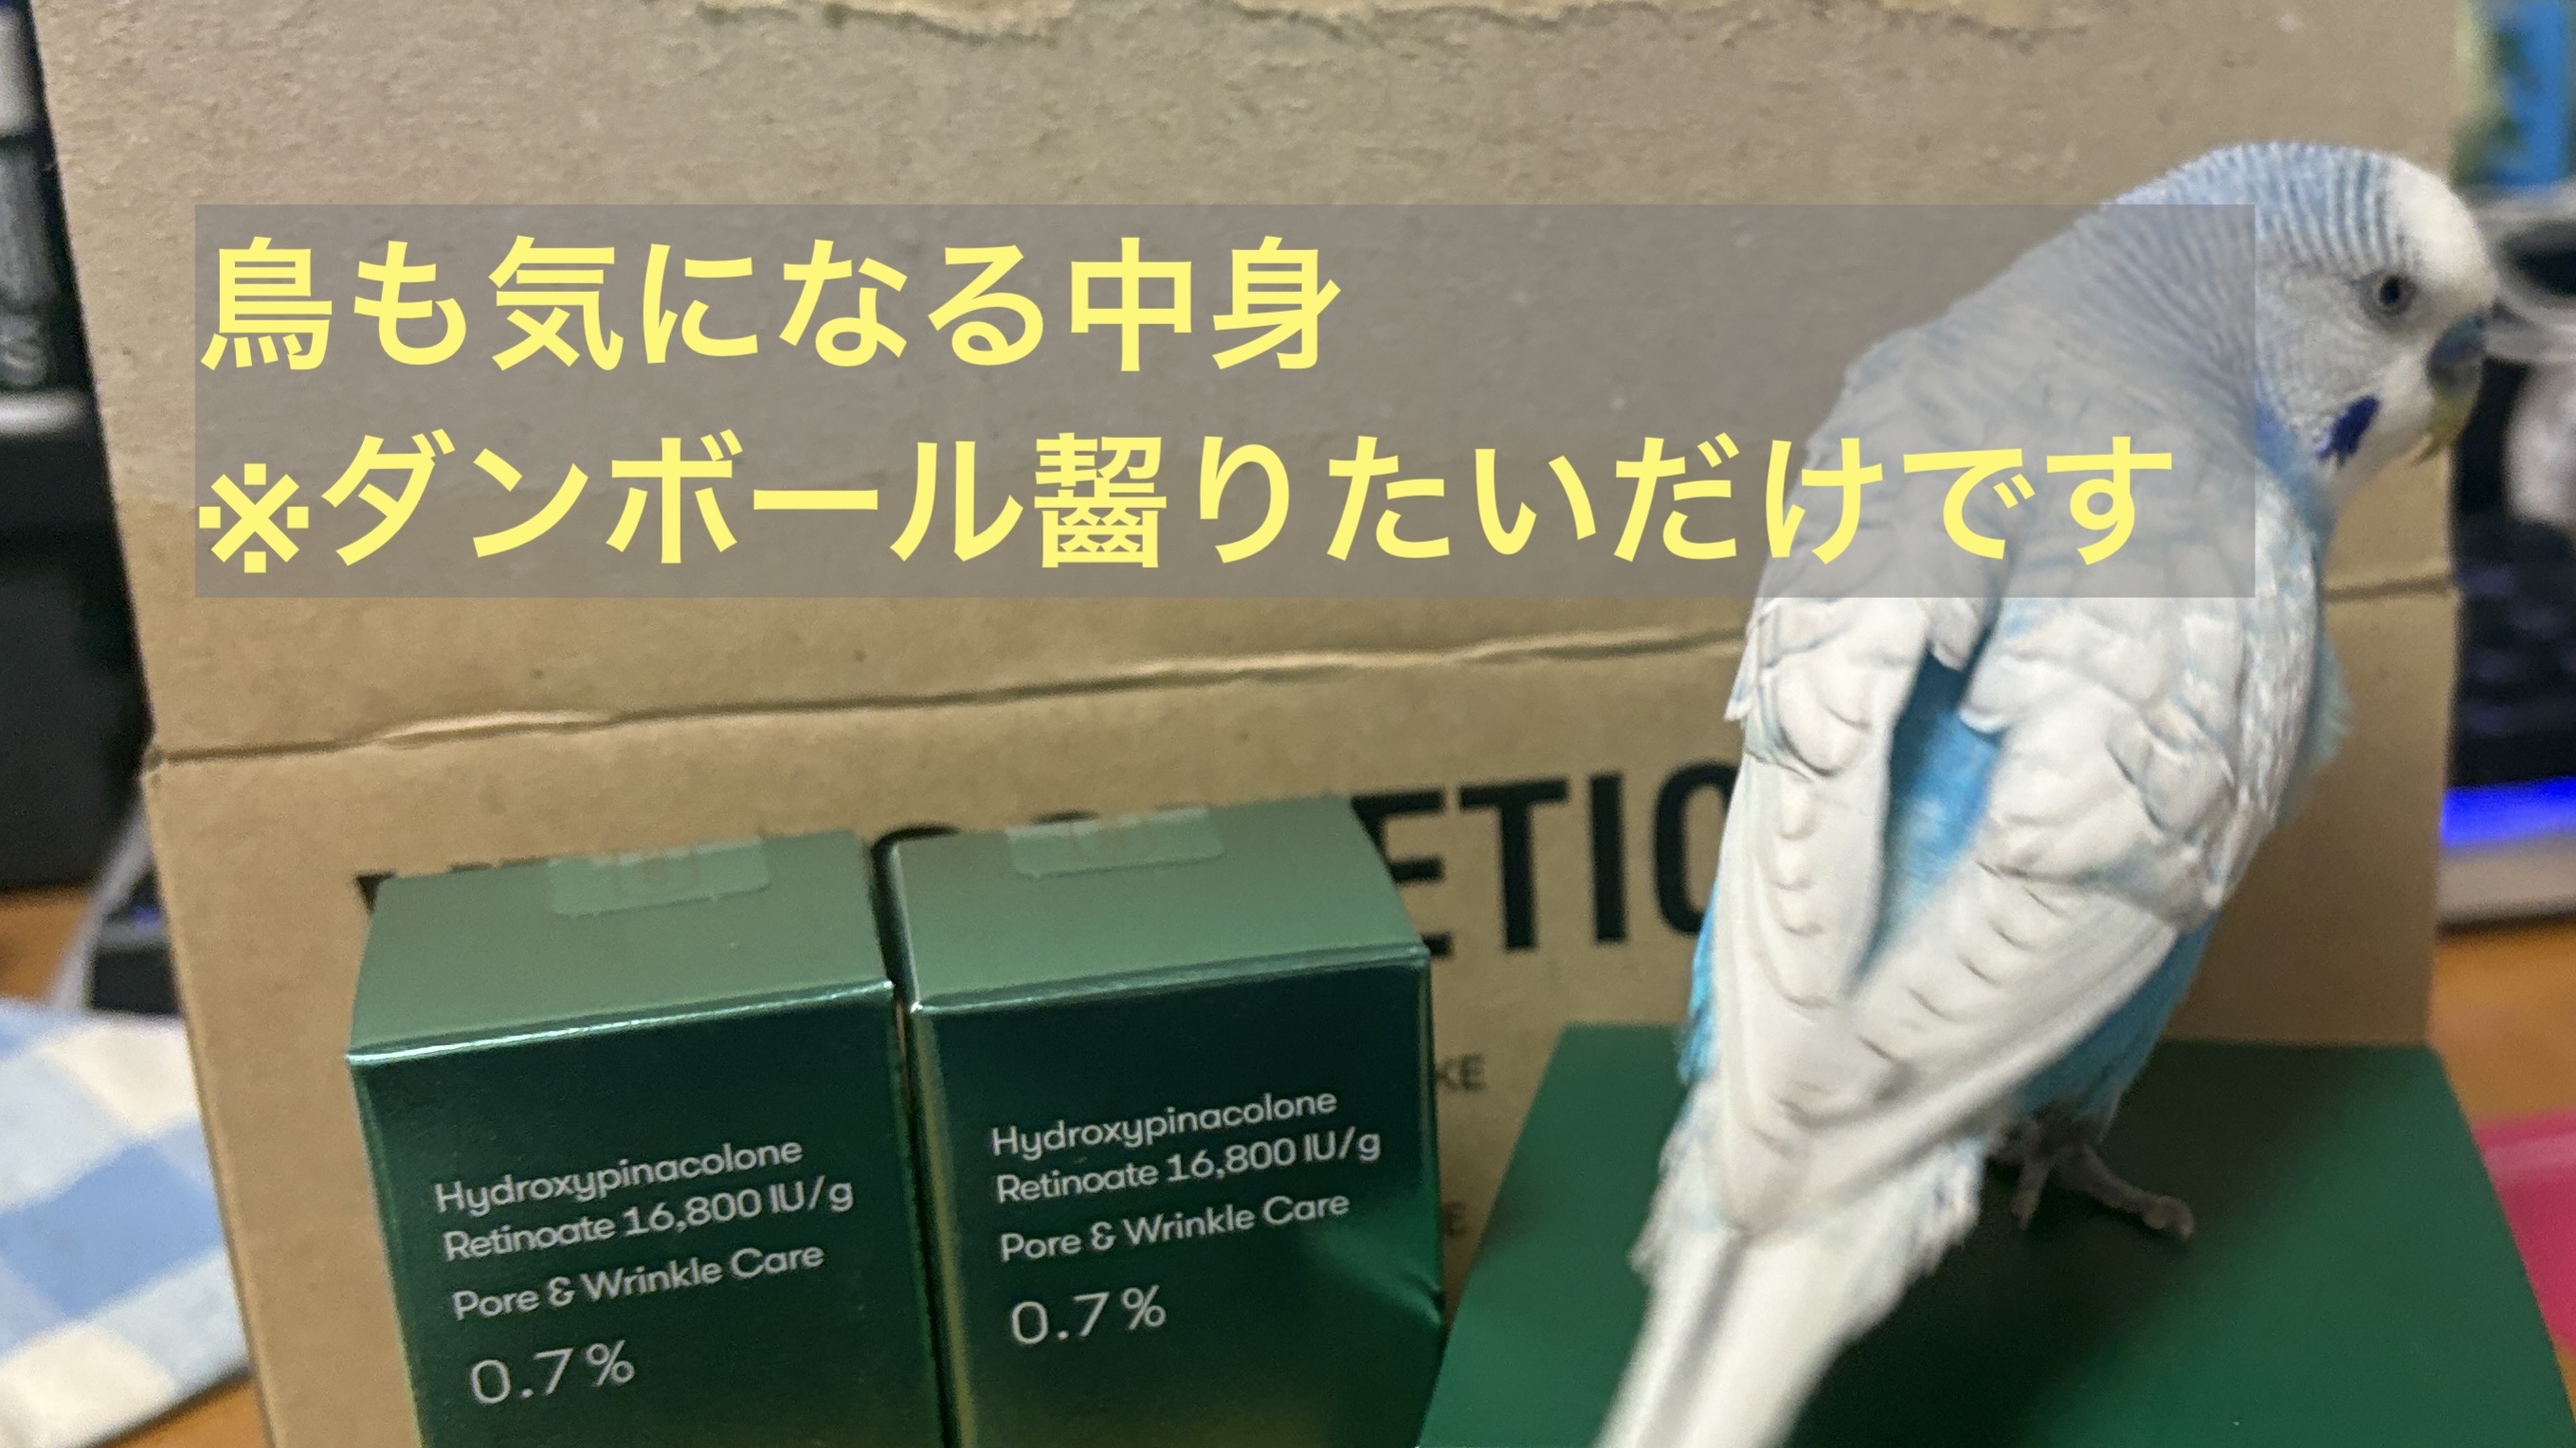 鳥も気になる中身
※ダンボール齧りたいだけです
ETIC
KE
Hydroxypinacolone
Retinoate 16,800 IU/g
Pore & Wrinkle Care
0.7%
Hydroxypinacolone
Retinoate 16,800 IU/g
Pore & Wrinkle Care
0.7%